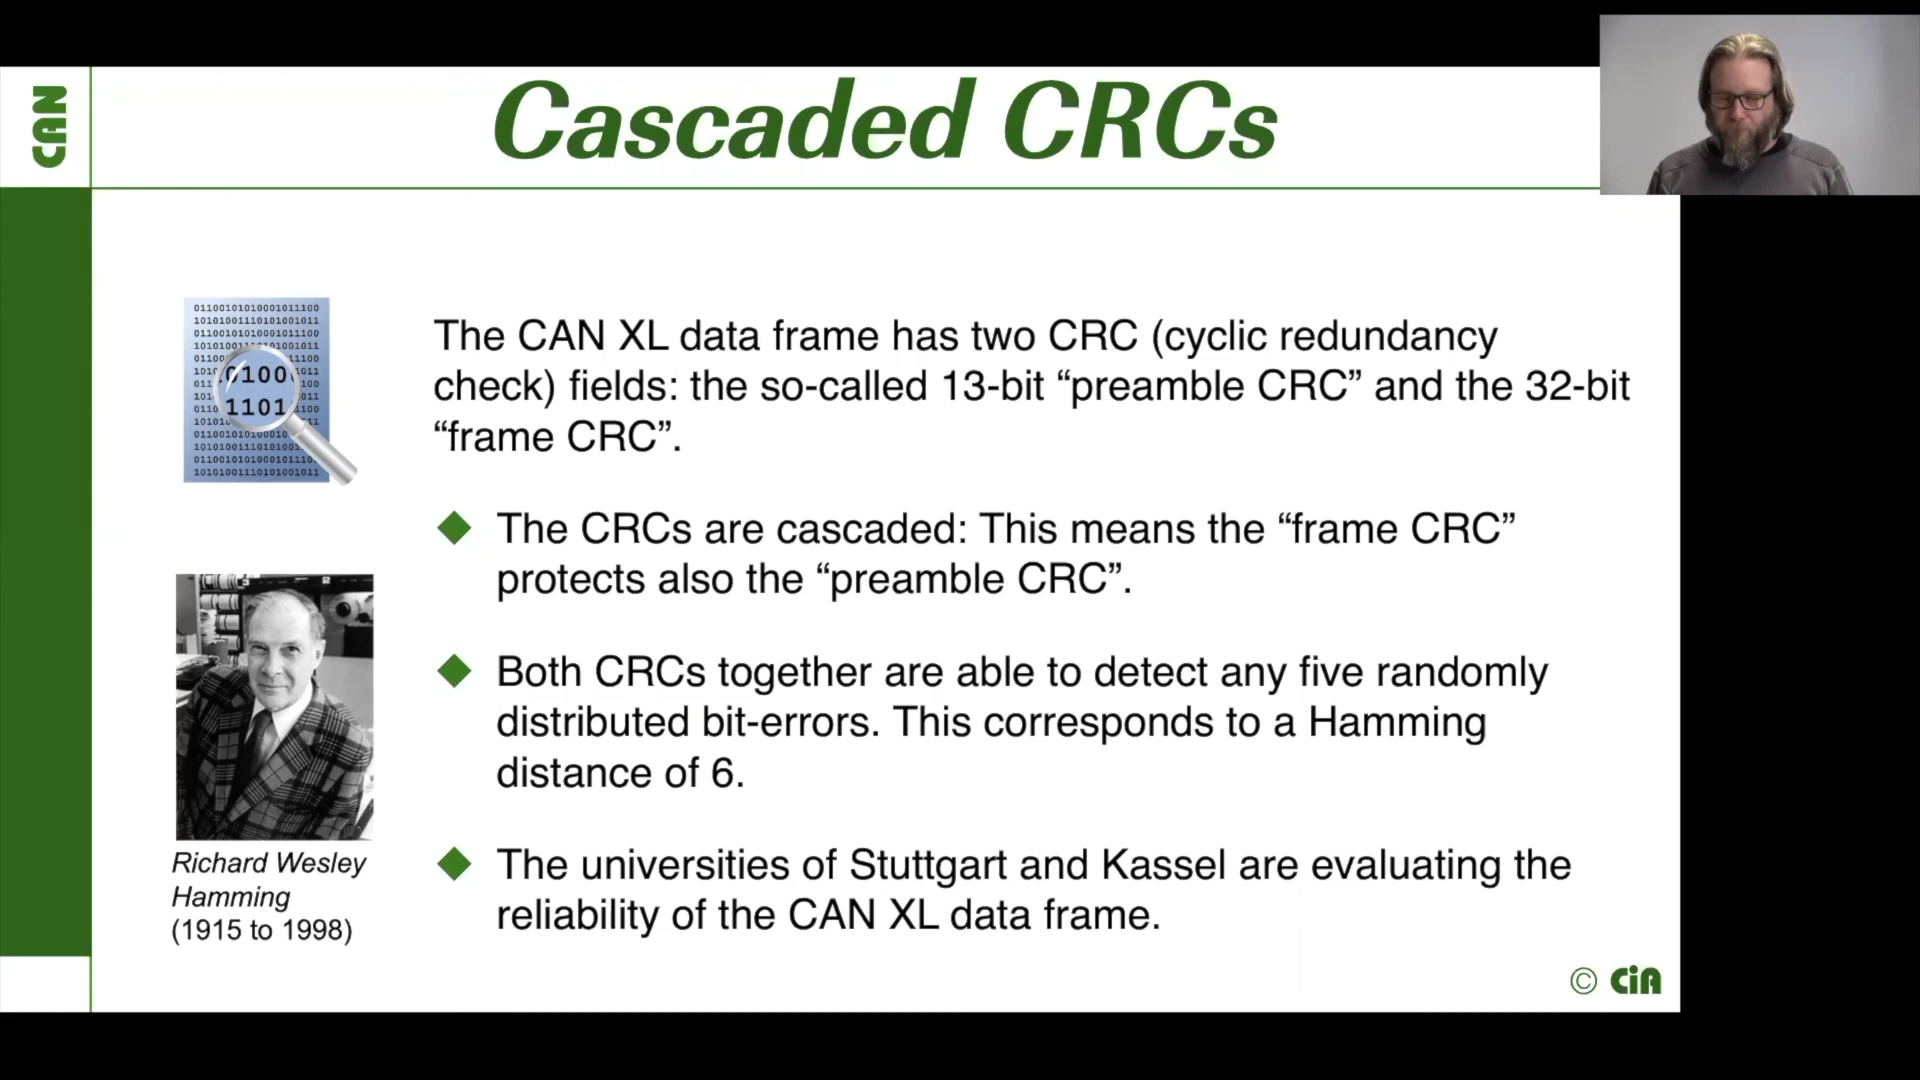 CAN
Cascaded CRCs
01100101010001011100
10101001110101001011
01100101010001011100
0100
1101
10101001110101001011
The CAN XL data frame has two CRC (cyclic redundancy
check) fields: the so-called 13-bit “preamble CRC” and the 32-bit
“frame CRC”.
The CRCs are cascaded: This means the “frame CRC”
protects also the “preamble CRC”.
Both CRCs together are able to detect any five randomly
distributed bit-errors. This corresponds to a Hamming
distance of 6.
The universities of Stuttgart and Kassel are evaluating the
reliability of the CAN XL data frame.
Richard Wesley
Hamming
(1915 to 1998)
© CiA